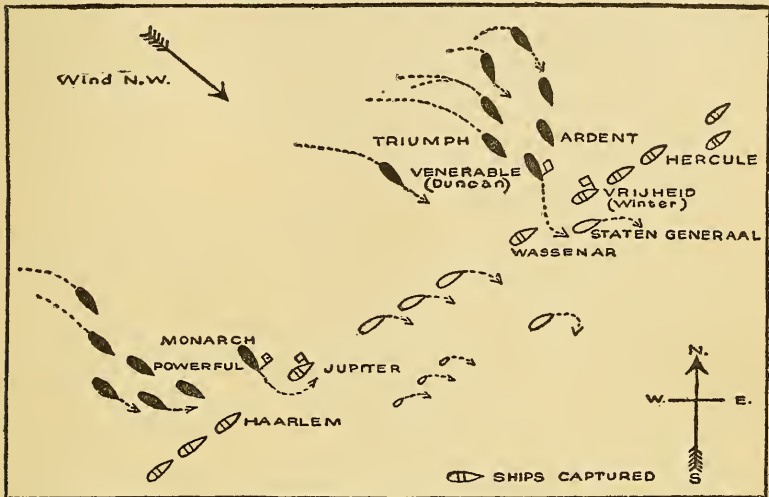 Wind N.W.
TRIUMPH
ARDENT
VENERABLE
(Duncan)
HERCULE
VRIJHEID
(Winter)
STATEN GENERAAL
WASSENAR
MONARCH
POWERFUL
JUPITER
HAARLEM
N.
W.
E.
S
SHIPS CAPTURED